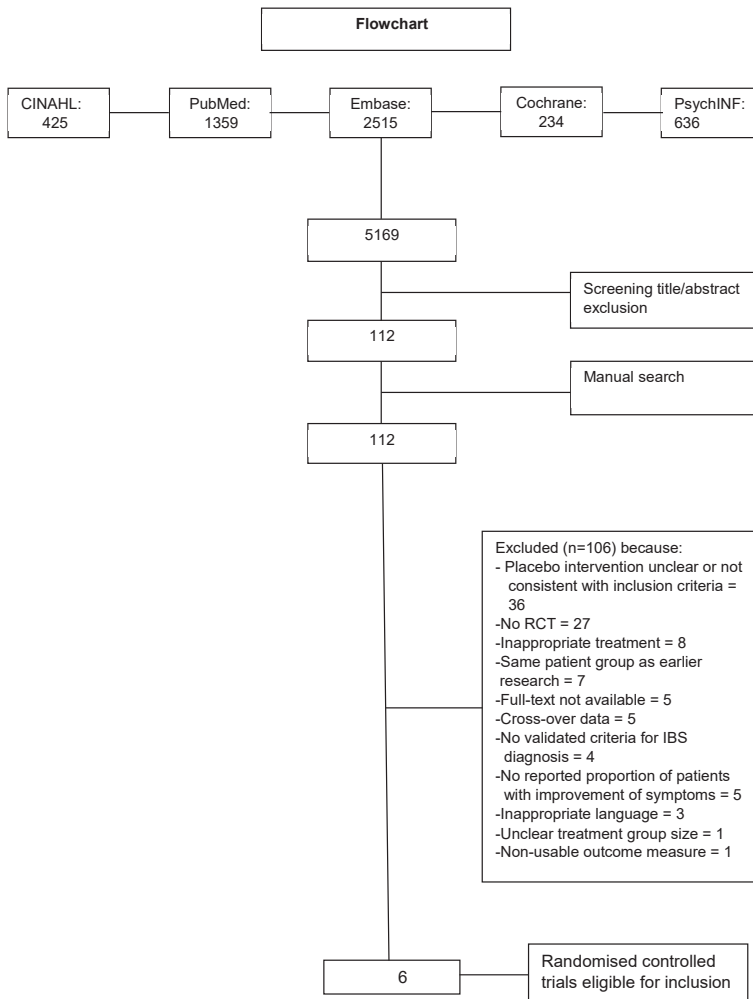 Flowchart
CINAHL:
425
PubMed:
1359
Embase:
2515
Cochrane:
234
PsychINF:
636
5169
Screening title/abstract
exclusion
112
Manual search
112
Excluded (n=106) because:
- Placebo intervention unclear or not
consistent with inclusion criteria =
36
-No RCT = 27
-Inappropriate treatment = 8
-Same patient group as earlier
research = 7
-Full-text not available = 5
-Cross-over data = 5
-No validated criteria for IBS
diagnosis = 4
-No reported proportion of patients
with improvement of symptoms = 5
-Inappropriate language = 3
-Unclear treatment group size = 1
-Non-usable outcome measure = 1
6
Randomised controlled
trials eligible for inclusion